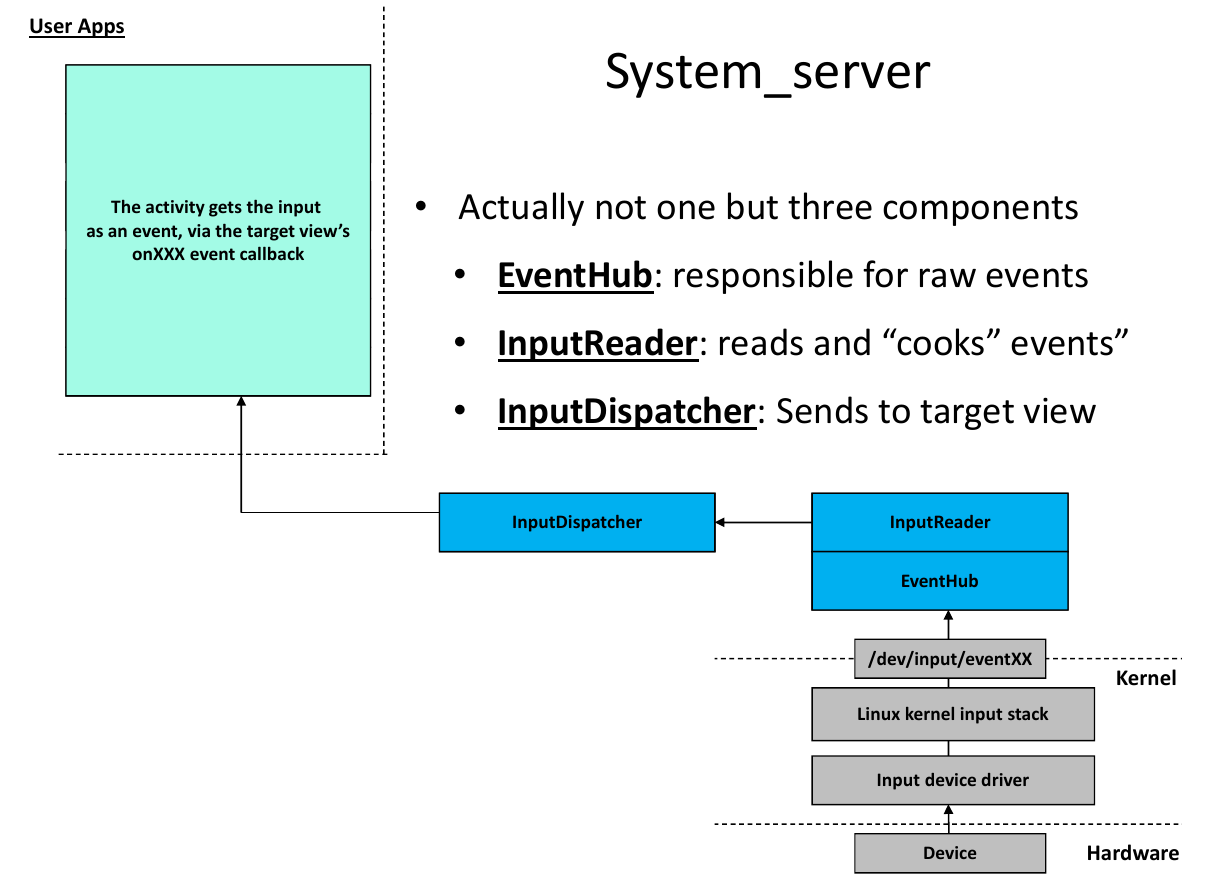 User Apps
System_server
The activity gets the input
as an event, via the target view’s
onXXX event callback
• Actually not one but three components
• EventHub: responsible for raw events
• InputReader: reads and “cooks” events”
• InputDispatcher: Sends to target view
InputDispatcher
InputReader
EventHub
/dev/input/eventXX
Kernel
Linux kernel input stack
Input device driver
Device
Hardware